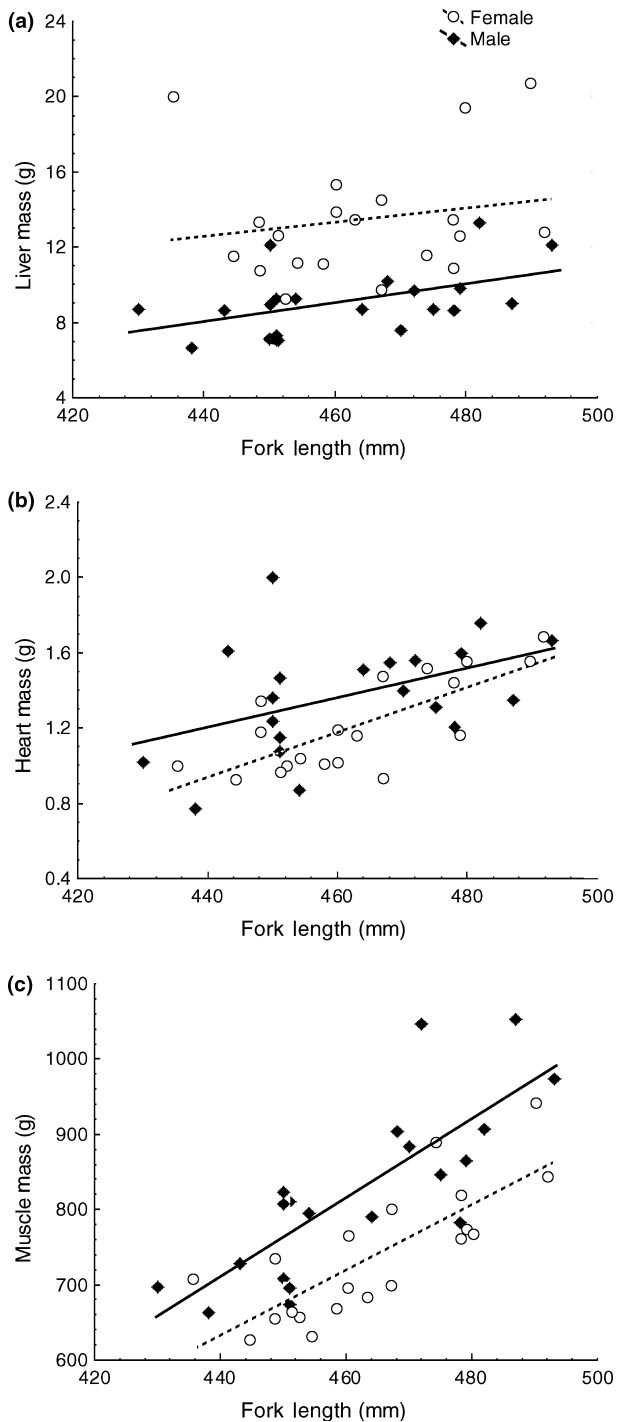 (a)
Female
Male
24
20
16
12
8
4
Liver mass (g)
420 440 460 480 500
Fork length (mm)
(b)
2.4
2.0
1.6
1.2
0.8
0.4
Heart mass (g)
420 440 460 480 500
Fork length (mm)
(c)
1100
1000
900
800
700
600
Muscle mass (g)
420 440 460 480 500
Fork length (mm)